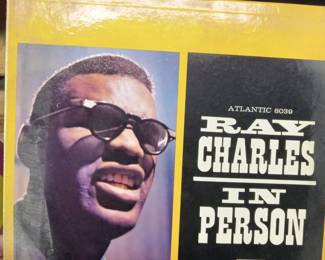 ATLANTIC 8039
RAY
CHARLES
IN
PERSON